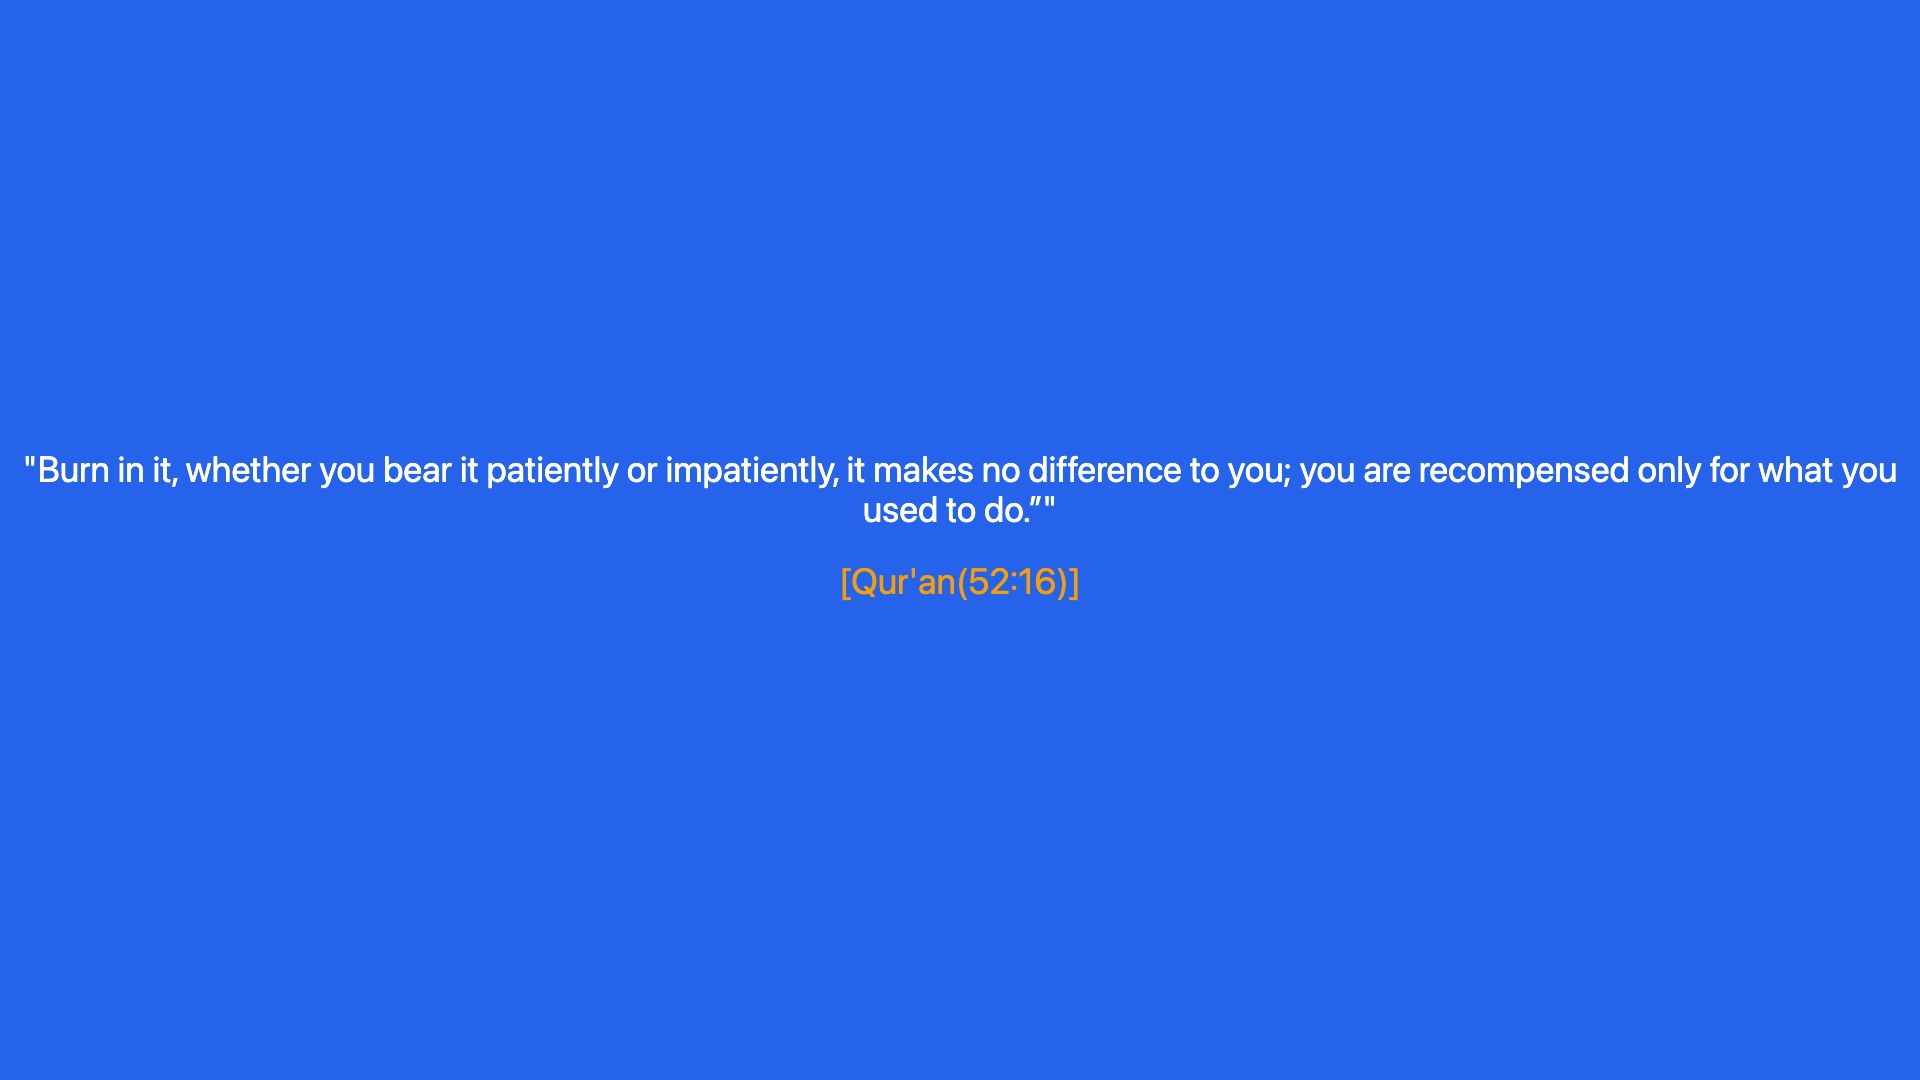 "Burn in it, whether you bear it patiently or impatiently, it makes no difference to you; you are recompensed only for what you
used to do.”"
[Qur'an(52:16)]